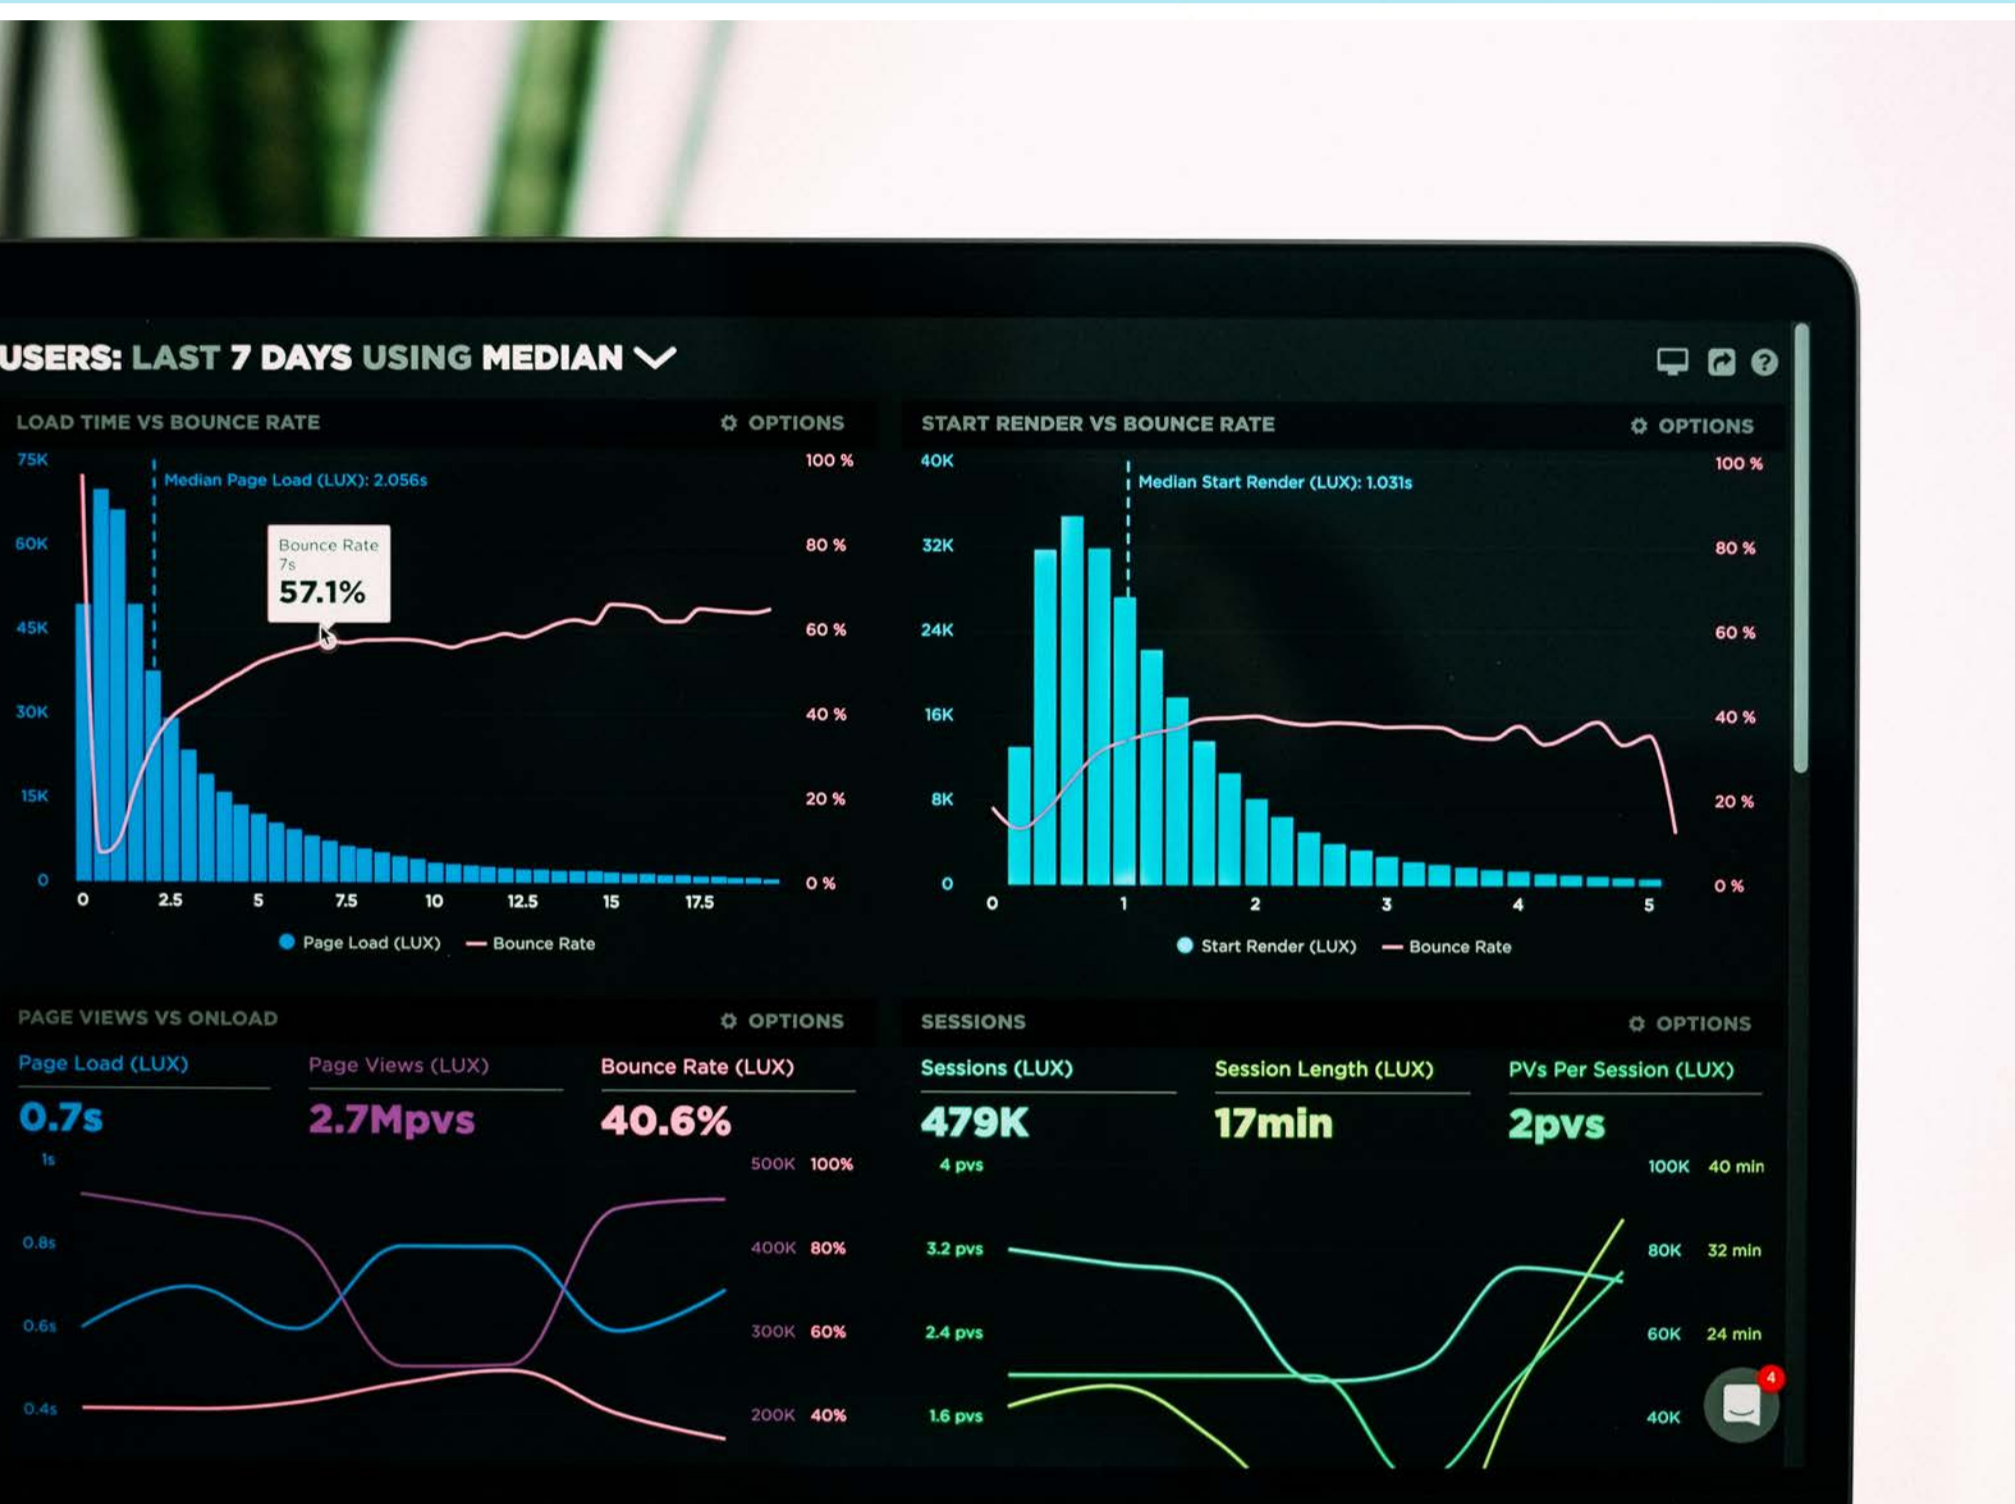 USERS: LAST 7 DAYS USING MEDIAN
LOAD TIME VS BOUNCE RATE
OPTIONS
75K
60K
45K
30K
15K
0
Median Page Load (LUX): 2.056s
Bounce Rate
7s
57.1%
100 %
80 %
60 %
40 %
20 %
0 %
0 2.5 5 7.5 10 12.5 15 17.5
Page Load (LUX) Bounce Rate
START RENDER VS BOUNCE RATE
OPTIONS
40K
32K
24K
16K
8K
0
Median Start Render (LUX): 1.031s
100 %
80 %
60 %
40 %
20 %
0 %
0 1 2 3 4 5
Start Render (LUX) Bounce Rate
PAGE VIEWS VS ONLOAD
OPTIONS
Page Load (LUX)
0.7s
Page Views (LUX)
2.7Mpvs
Bounce Rate (LUX)
40.6%
1s
0.8s
0.6s
0.4s
500K 100%
400K 80%
300K 60%
200K 40%
SESSIONS
OPTIONS
Sessions (LUX)
479K
Session Length (LUX)
17min
PVs Per Session (LUX)
2pvs
4 pvs
3.2 pvs
2.4 pvs
1.6 pvs
100K 40 min
80K 32 min
60K 24 min
40K
4